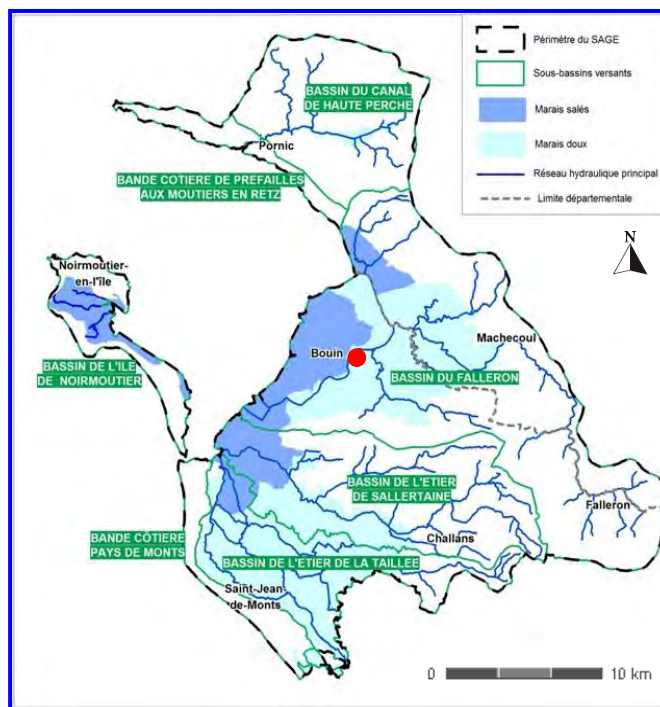 Périmètre du SAGE
Sous-bassins versants
Marais salés
Marais doux
Réseau hydraulique principal
Limite départementale
N
BASSIN DU CANAL
DE HAUTE PERCHE
Pornic
BANDE COTIERE DE PREFAILLES
AUX MOUTIERS EN RETZ
Noirmoutier-
en-l'île
BASSIN DE L'ILE
DE NOIRMOUTIER
Bouin
Machecoul
BASSIN DU FALLERON
BASSIN DE L'ETIER
DE SALLERTAINE
Falleron
Challans
BANDE CÔTIERE
PAYS DE MONTS
BASSIN DE L'ETIER DE LA TAILLEE
Saint-Jean-
de-Monts
0 10 km